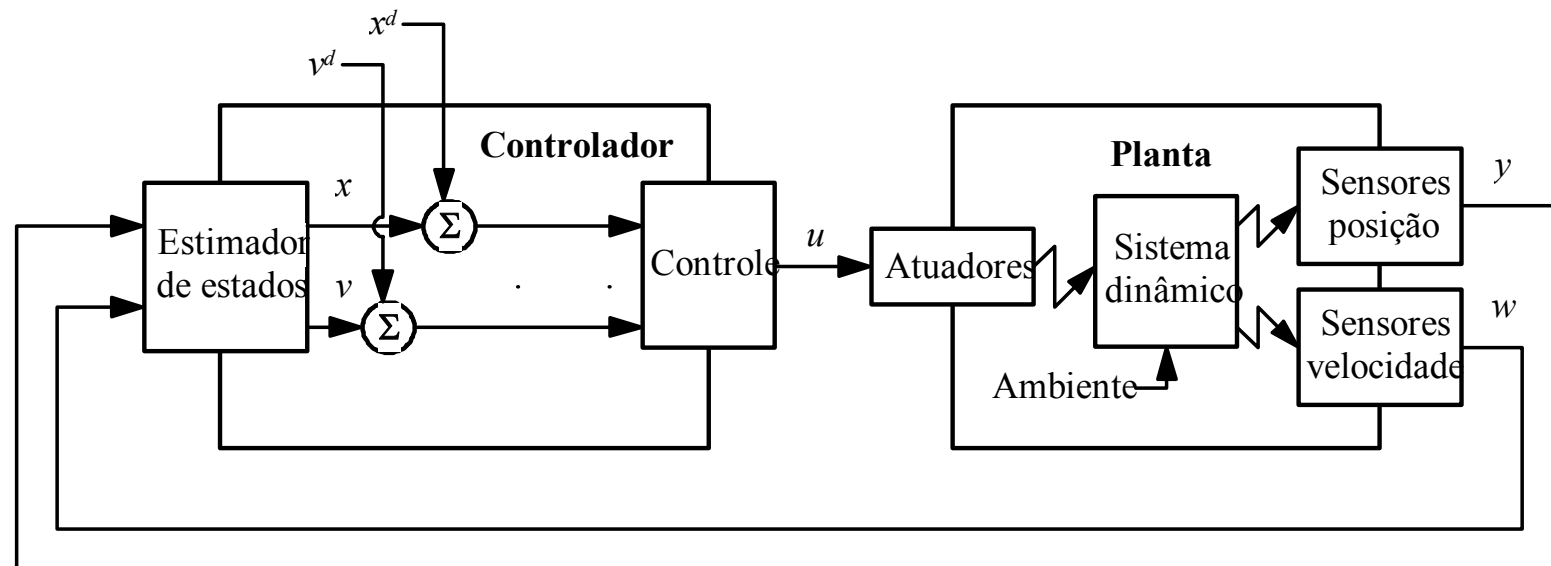 x^d
v^d
Controlador
Planta
x
Estimador
de estados
v
Σ
Σ
. .
Controle
u
Atuadores
Sistema
dinâmico
Ambiente
Sensores
posição
y
Sensores
velocidade
w